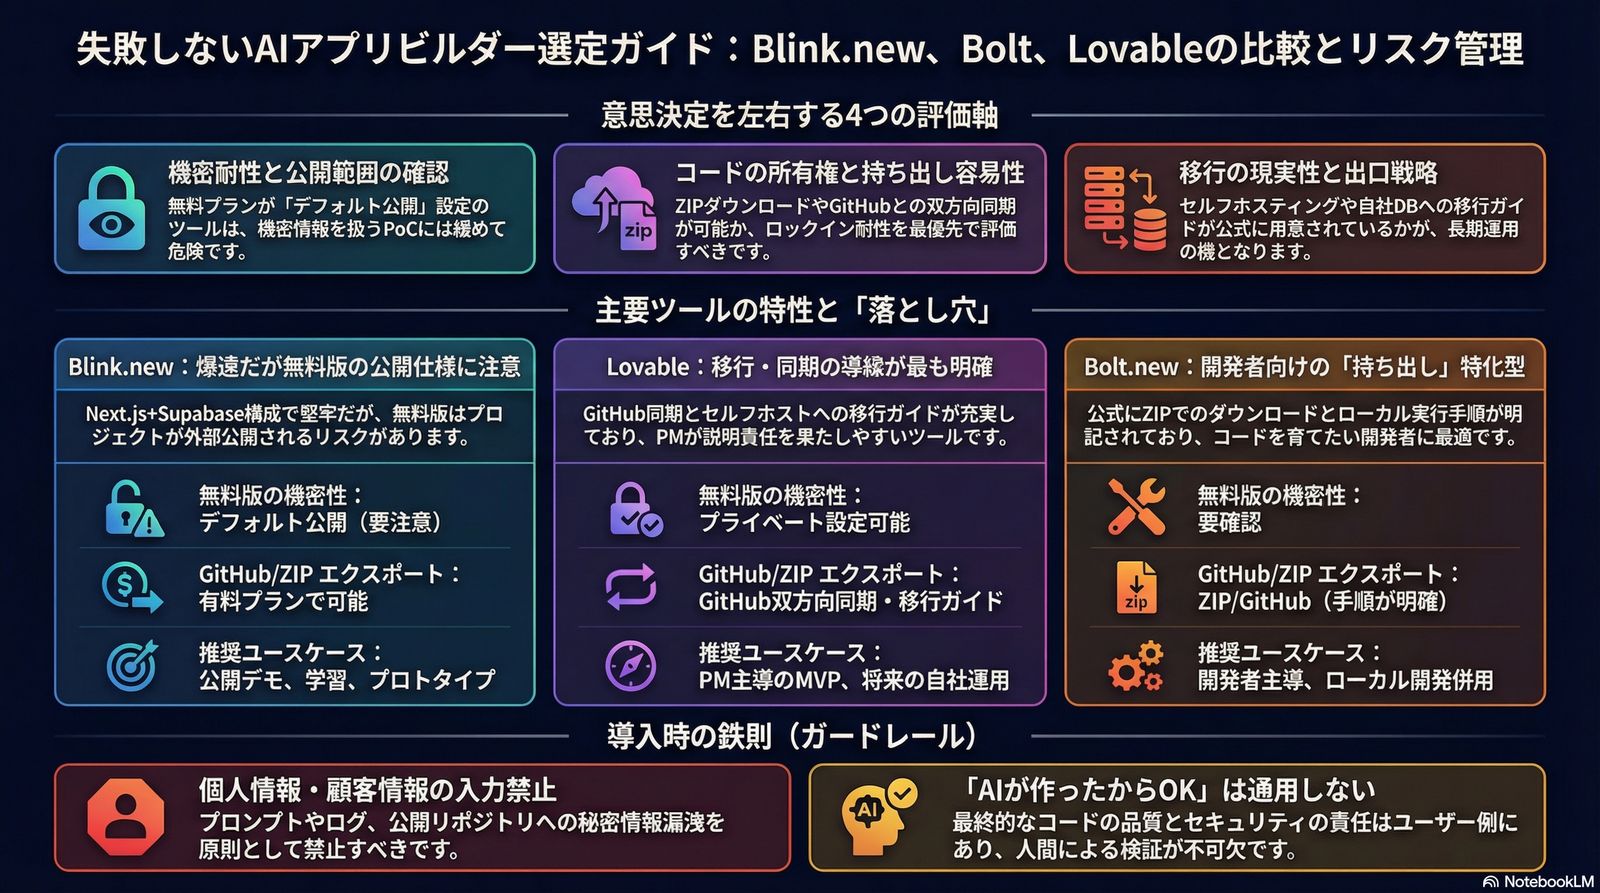 失敗しないAIアプリビルダー選定ガイド：Blink.new、Bolt、Lovableの比較とリスク管理
意思決定を左右する4つの評価軸
機密耐性と公開範囲の確認
無料プランが「デフォルト公開」設定の
ツールは、機密情報を扱うPoCには緩めて
危険です。
コードの所有権と持ち出し容易性
ZIPダウンロードやGitHubとの双方向同期
が可能か、ロックイン耐性を最優先で評価
すべきです。
zip
移行の現実性と出口戦略
セルフホスティングや自社DBへの移行ガイ
ドが公式に用意されているかが、長期運用
の機となります。
主要ツールの特性と「落とし穴」
Blink.new：爆遠だが無料版の公開仕様に注意
Next.js+Supabase構成で堅牢だが、無料版はプロ
ジェクトが外部公開されるリスクがあります。
無料版の機密性：
デフォルト公開（要注意）
GitHub/ZIP エクスポート：
有料プランで可能
推奨ユースケース：
公開デモ、学習、プロトタイプ
Lovable：移行・同期の導線が最も明確
GitHub同期とセルフホストへの移行ガイドが充実し
ており、PMが説明責任を果たしやすいツールです。
無料版の機密性：
プライベート設定可能
GitHub/ZIP エクスポート：
GitHub双方向同期・移行ガイド
推奨ユースケース：
PM主導のMVP、将来の自社運用
Bolt.new：開発者向けの「持ち出し」特化型
公式にZIPでのダウンロードとローカル実行手順が明
記されており、コードを育てたい開発者に最適です。
無料版の機密性：
要確認
zip
GitHub/ZIP エクスポート：
ZIP/GitHub（手順が明確）
推奨ユースケース：
開発者主導、ローカル開発併用
導入時の鉄則（ガードレール）
個人情報・顧客情報の入力禁止
プロンプトやログ、公開リポジトリへの秘密情報漏洩を
原則として禁止すべきです。
AI
「AIが作ったからOK」は通用しない
最終的なコードの品質とセキュリティの責任はユーザー例に
あり、人間による検証が不可欠です。
NotebookLM